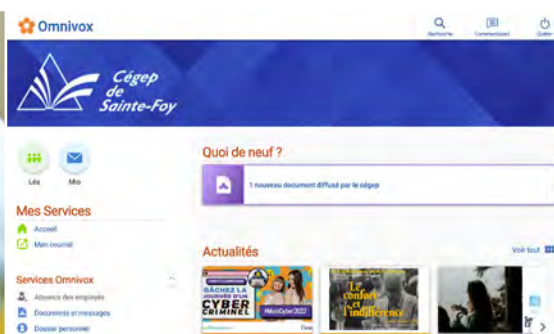 Omnivox
Recherche
Communauté
Quitter
Cégep
de
Sainte-Foy
Léa
Mio
Quoi de neuf ?
1 nouveau document diffusé par le cégep
Mes Services
Accueil
Mon courriel
Services Omnivox
Absence des employés
Documents et messages
Dossier personnel
Actualités
Voir tout
GÂCHEZ LA
JOURNÉE D'UN
CYBER
CRIMINEL
#MoisCyber2022
Le
confort
et
l'indifférence